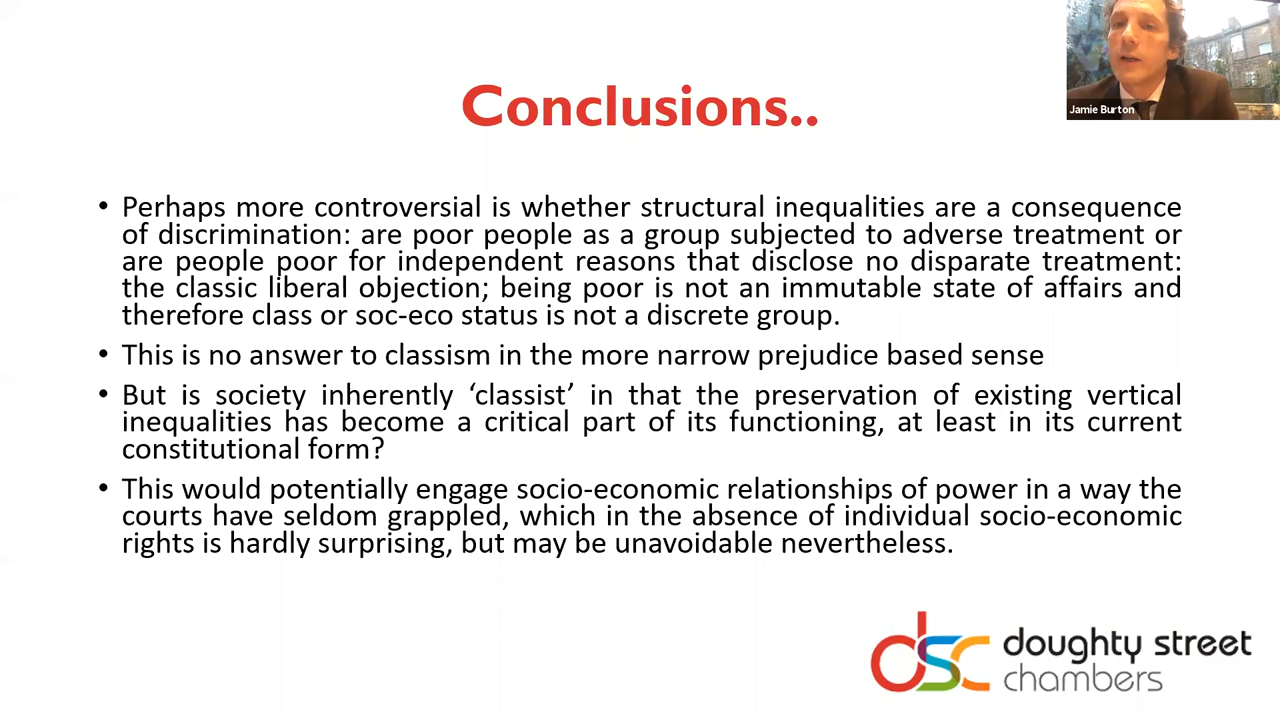 Conclusions..
Jamie Burton
• Perhaps more controversial is whether structural inequalities are a consequence
of discrimination: are poor people as a group subjected to adverse treatment or
are people poor for independent reasons that disclose no disparate treatment:
the classic liberal objection; being poor is not an immutable state of affairs and
therefore class or soc-eco status is not a discrete group.
• This is no answer to classism in the more narrow prejudice based sense
• But is society inherently ‘classist’ in that the preservation of existing vertical
inequalities has become a critical part of its functioning, at least in its current
constitutional form?
• This would potentially engage socio-economic relationships of power in a way the
courts have seldom grappled, which in the absence of individual socio-economic
rights is hardly surprising, but may be unavoidable nevertheless.
dsc doughty street
chambers